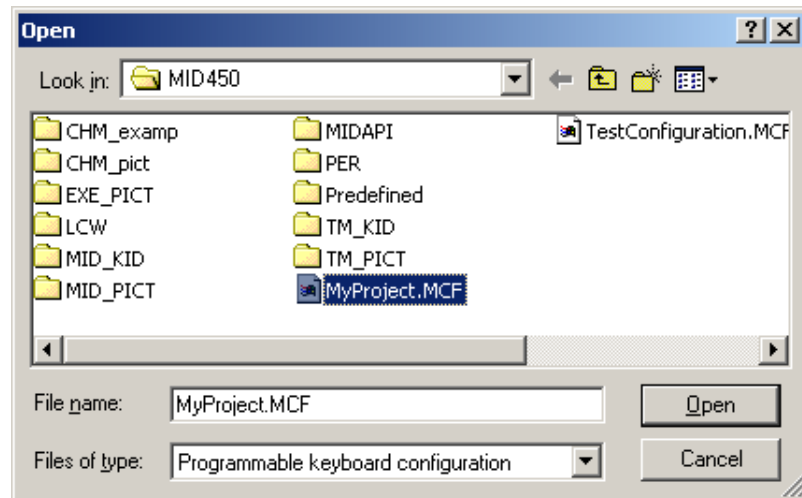 Open
Look in: MID450
CHM_examp MIDAPI TestConfiguration.MCF
CHM_pict PER
EXE_PICT Predefined
LCW TM_KID
MID_KID TM_PICT
MID_PICT MyProject.MCF
File name: MyProject.MCF Open
Files of type: Programmable keyboard configuration Cancel